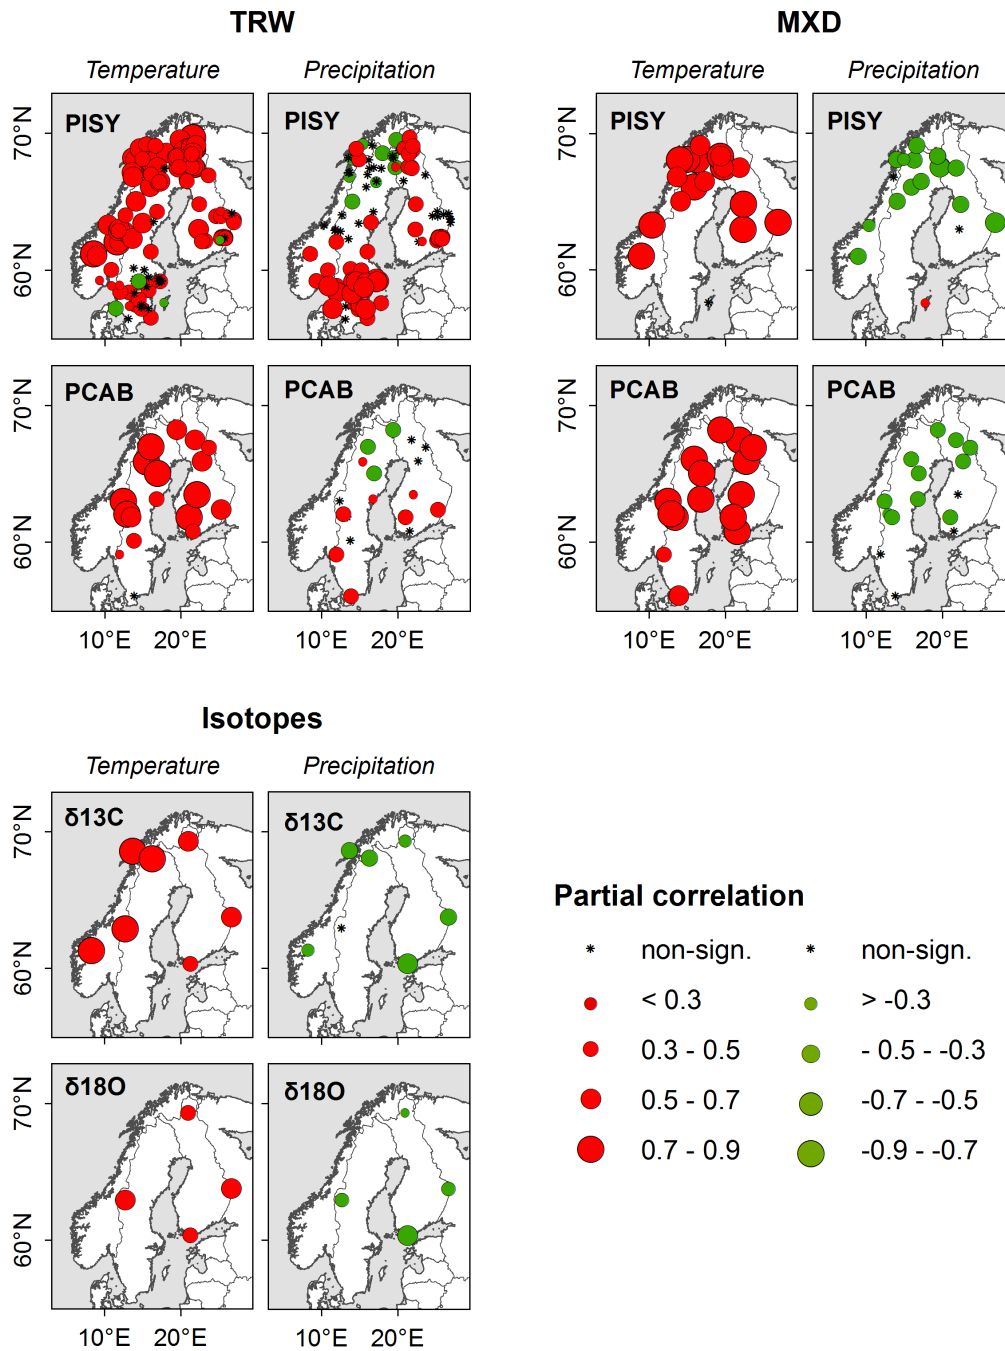 TRW
MXD
Temperature
Precipitation
Temperature
Precipitation
70°N
60°N
PISY
PISY
70°N
60°N
PISY
PISY
70°N
60°N
PCAB
PCAB
70°N
60°N
PCAB
PCAB
10°E 20°E
10°E 20°E
10°E 20°E
10°E 20°E
Isotopes
Temperature
Precipitation
70°N
60°N
δ13C
δ13C
70°N
60°N
δ18O
δ18O
10°E 20°E
10°E 20°E
Partial correlation
non-sign.
non-sign.
< 0.3
> -0.3
0.3 - 0.5
- 0.5 - -0.3
0.5 - 0.7
-0.7 - -0.5
0.7 - 0.9
-0.9 - -0.7